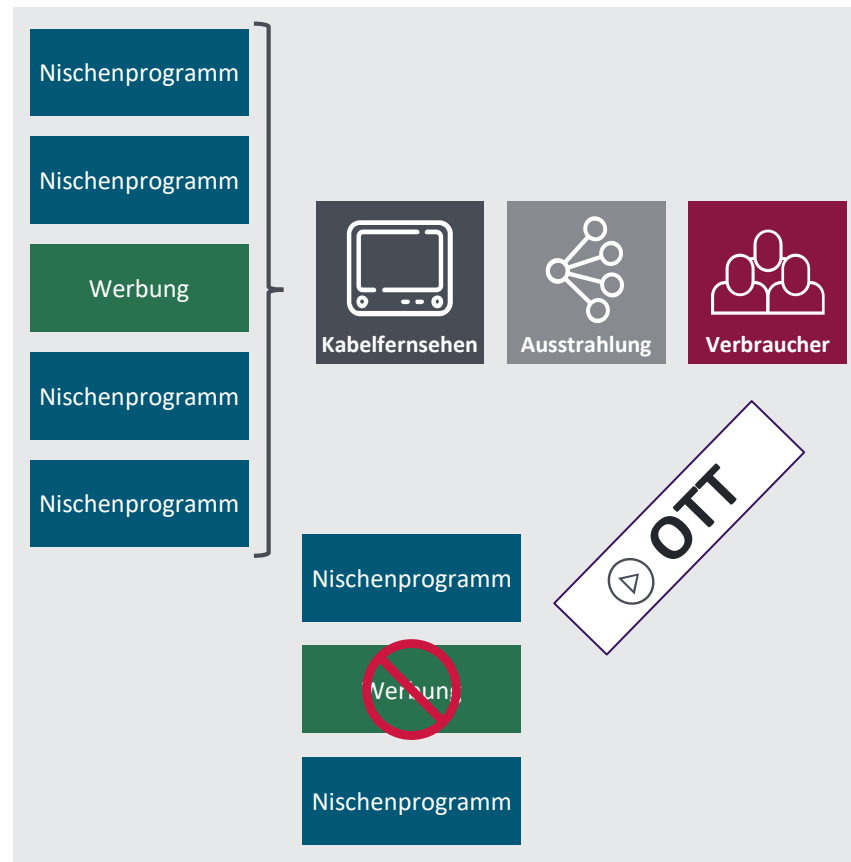 Nischenprogramm
Nischenprogramm
Werbung
Nischenprogramm
Nischenprogramm
Kabelfernsehen
Ausstrahlung
Verbraucher
OTT
Nischenprogramm
Werbung
Nischenprogramm